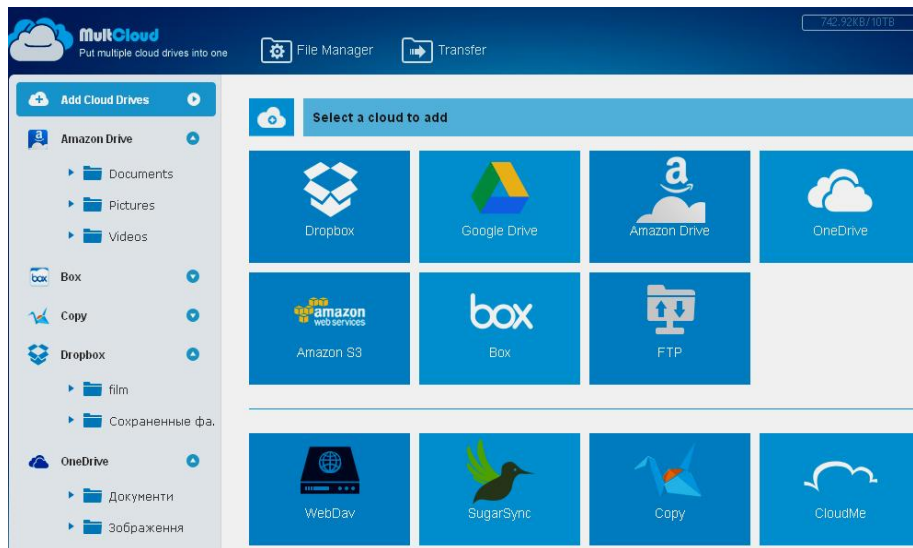 MultCloud
Put multiple cloud drives into one
File Manager
Transfer
742.92KB/10TB
Add Cloud Drives
Amazon Drive
Documents
Pictures
Videos
Box
Copy
Dropbox
film
Сохраненные фа.
OneDrive
Документи
Зображення
Select a cloud to add
Dropbox
Google Drive
a
Amazon Drive
OneDrive
amazon
web services
Amazon S3
box
Box
FTP
WebDav
SugarSync
Copy
CloudMe